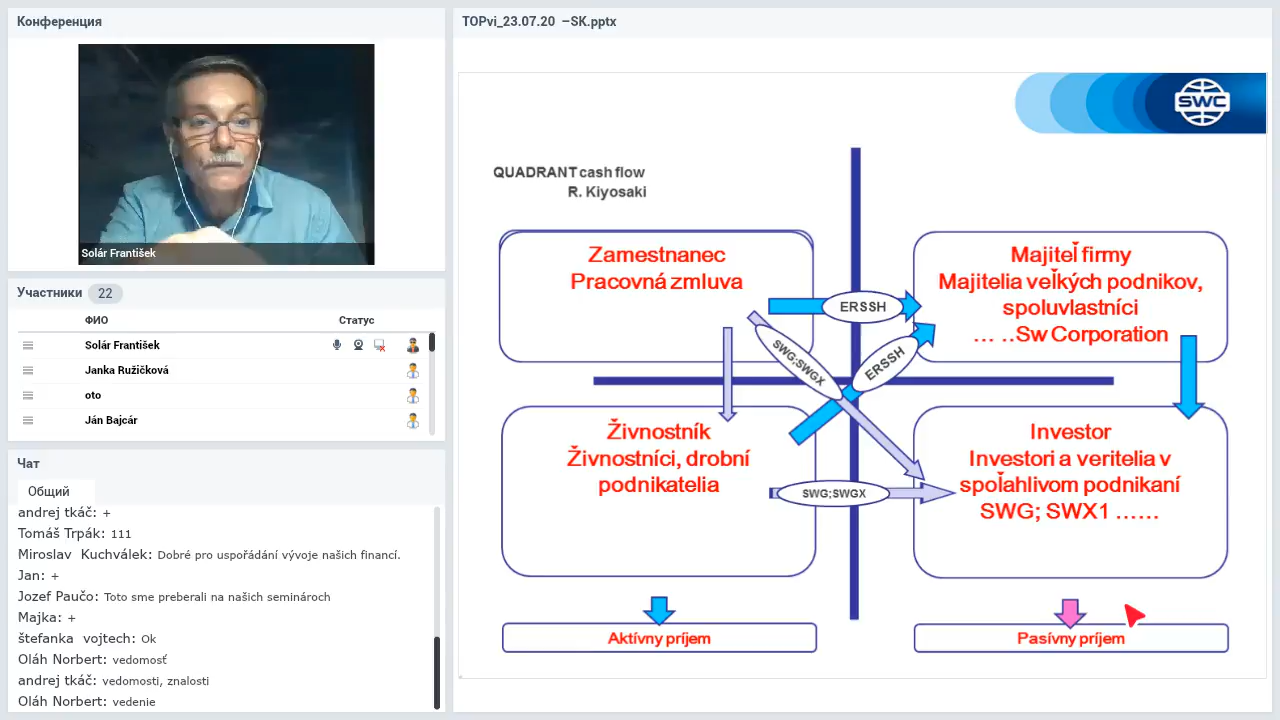 Конференция
Solár František
Участники 22
ФИО Статус
Solár František
Janka Ružičková
oto
Ján Bajcár
Чат
Общий
andrej tkáč: +
Tomáš Trpák: 111
Miroslav Kuchválek: Dobré pro uspořádání vývoje našich financí.
Jan: +
Jozef Paučo: Toto sme preberali na našich seminároch
Majka: +
štefanka vojtech: Ok
Oláh Norbert: vedomosť
andrej tkáč: vedomosti, znalosti
Oláh Norbert: vedenie
TOPvi_23.07.20 –SK.pptx
SWC
QUADRANT cash flow
R. Kiyosaki
Zamestnanec
Pracovná zmluva
Majiteľ firmy
Majitelia veľkých podnikov,
spoluvlastníci
... ..Sw Corporation
ERSSH
SWG;SWGX
ERSSH
Živnostník
Živnostníci, drobní
podnikatelia
SWG;SWGX
Investor
Investori a veritelia v
spoľahlivom podnikaní
SWG; SWX1 ……
Aktívny príjem
Pasívny príjem